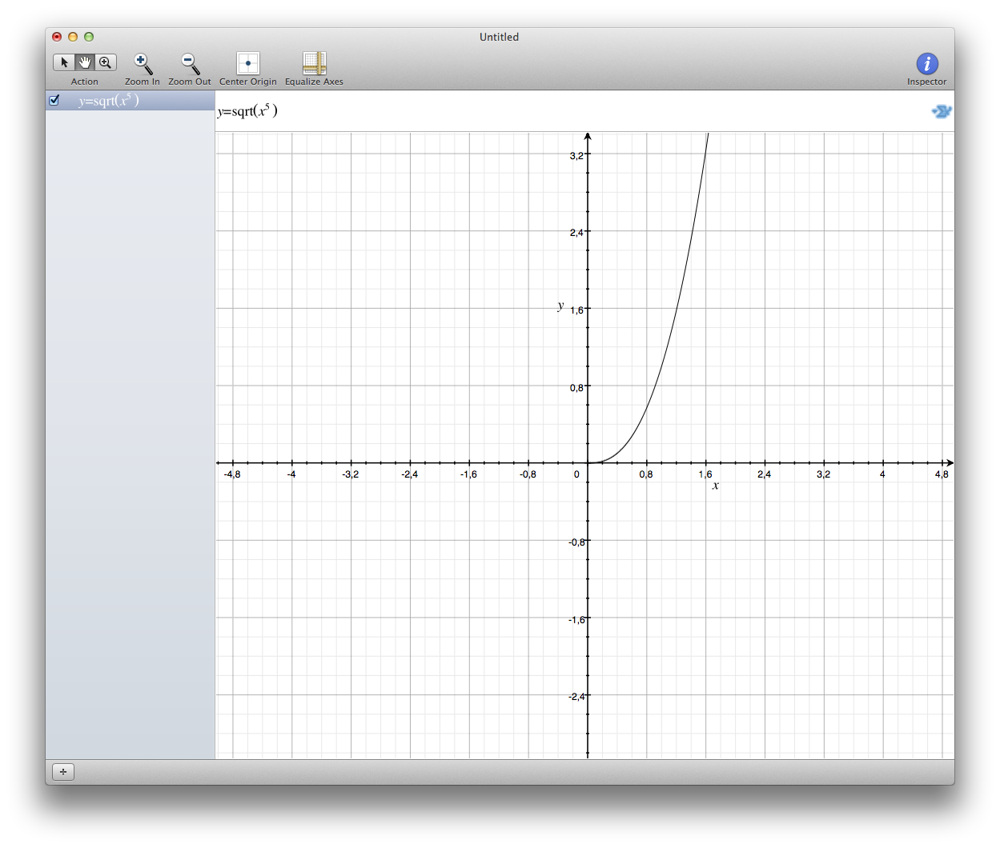 Untitled
Action
Zoom In
Zoom Out
Center Origin
Equalize Axes
i
Inspector
y=sqrt(x⁵)
y=sqrt(x⁵)
3,2
2,4
y
1,6
0,8
-4,8 -4 -3,2 -2,4 -1,6 -0,8 0 0,8 1,6 2,4 3,2 4 4,8
x
-0,8
-1,6
-2,4